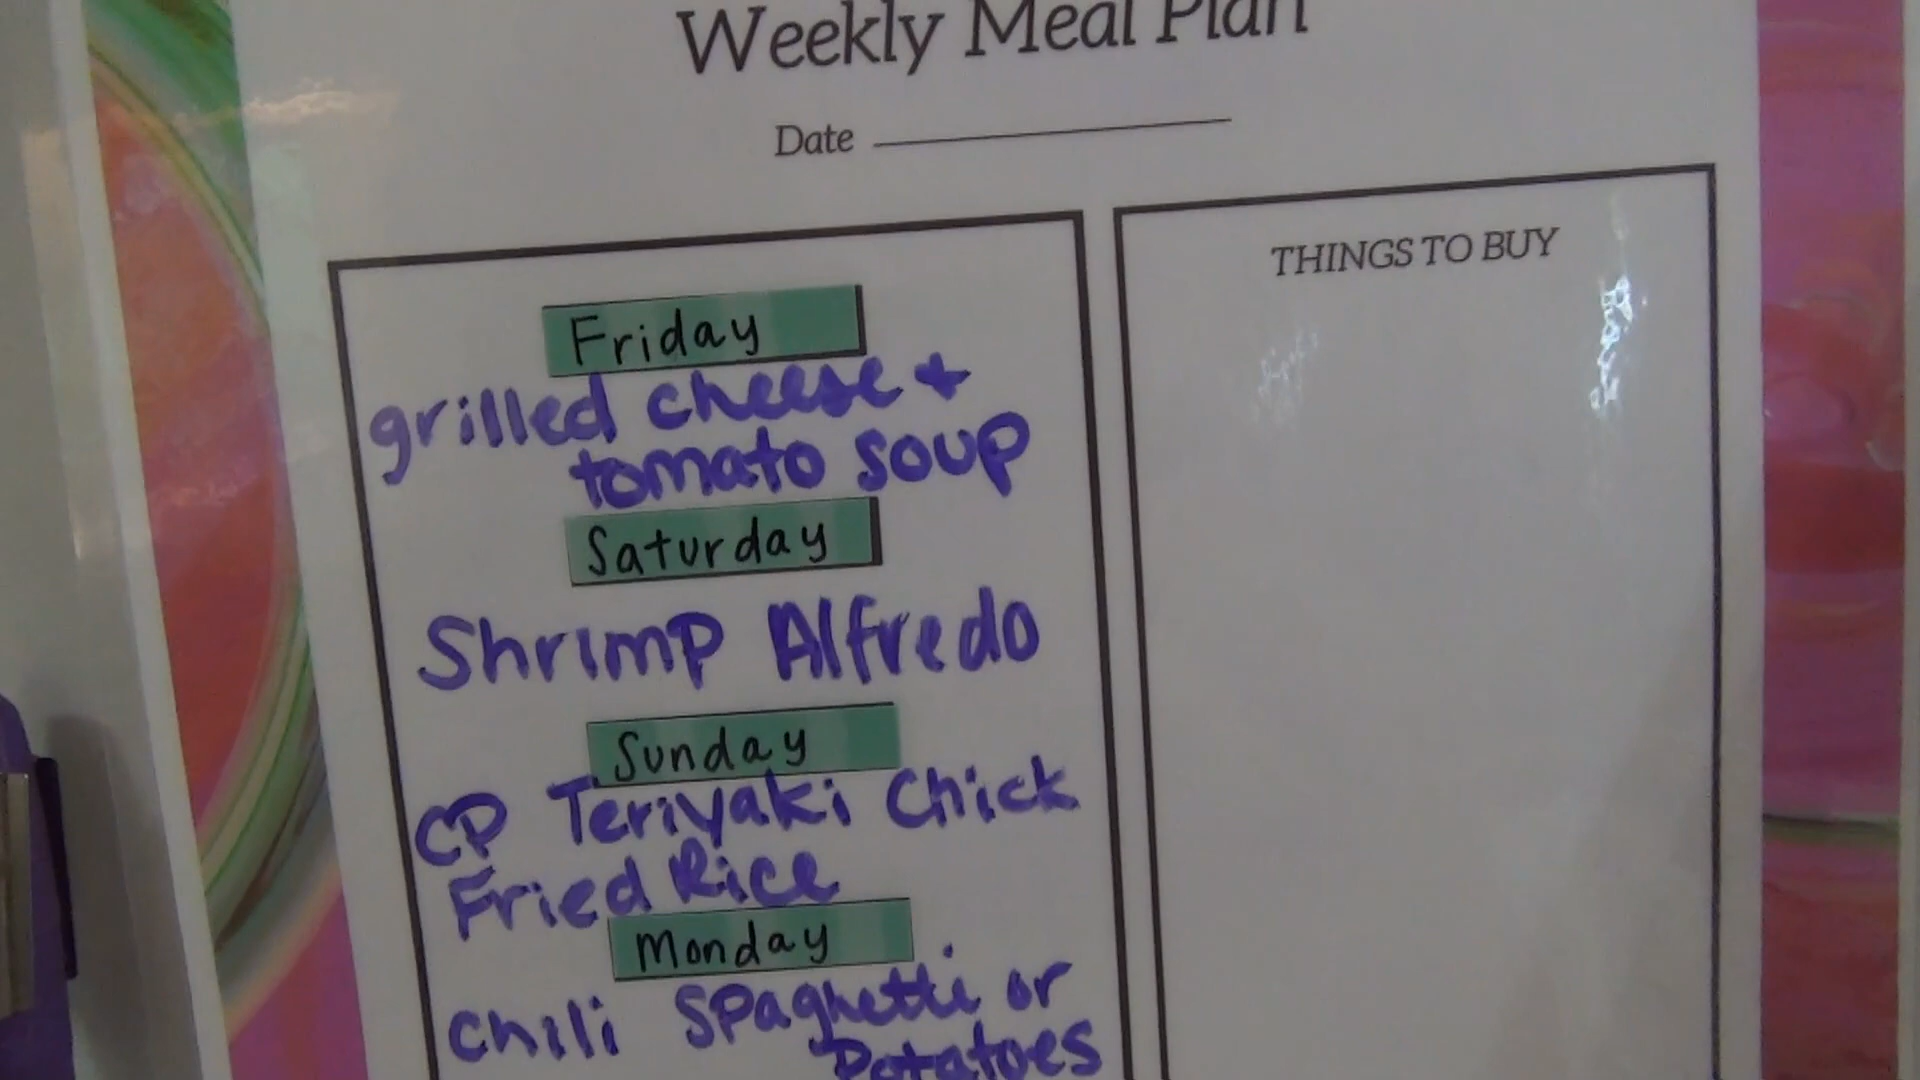 Weekly Meal Plan
Date
THINGS TO BUY
Friday
grilled cheese +
tomato soup
Saturday
Shrimp Alfredo
Sunday
CP Teriyaki Chick
Fried Rice
Monday
Chili Spaghetti or
Potatoes